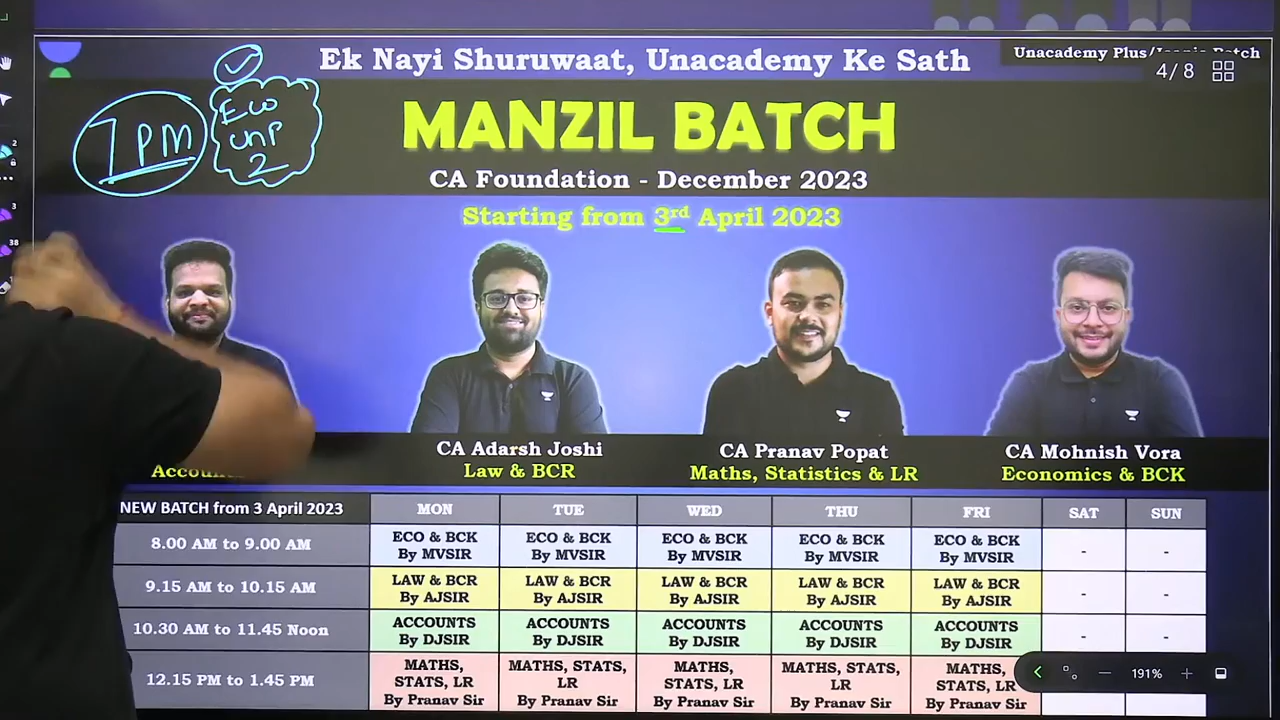 Ek Nayi Shuruwaat, Unacademy Ke Sath
Unacademy Plus/Iconic Batch
4/8
MANZIL BATCH
CA Foundation - December 2023
Starting from 3rd April 2023
7 PM
Eco
chp
2
2
3
38
CA Adarsh Joshi
CA Pranav Popat
CA Mohnish Vora
Law & BCR
Maths, Statistics & LR
Economics & BCK
NEW BATCH from 3 April 2023 MON TUE WED THU FRI SAT SUN
8.00 AM to 9.00 AM ECO & BCK ECO & BCK ECO & BCK ECO & BCK ECO & BCK - -
By MVSIR By MVSIR By MVSIR By MVSIR By MVSIR
9.15 AM to 10.15 AM LAW & BCR LAW & BCR LAW & BCR LAW & BCR LAW & BCR - -
By AJSIR By AJSIR By AJSIR By AJSIR By AJSIR
10.30 AM to 11.45 Noon ACCOUNTS ACCOUNTS ACCOUNTS ACCOUNTS ACCOUNTS - -
By DJSIR By DJSIR By DJSIR By DJSIR By DJSIR
12.15 PM to 1.45 PM MATHS, STATS, LR MATHS, STATS, LR MATHS, STATS, LR MATHS, STATS, LR MATHS, STATS, LR
By Pranav Sir By Pranav Sir By Pranav Sir By Pranav Sir By Pranav Sir
191%